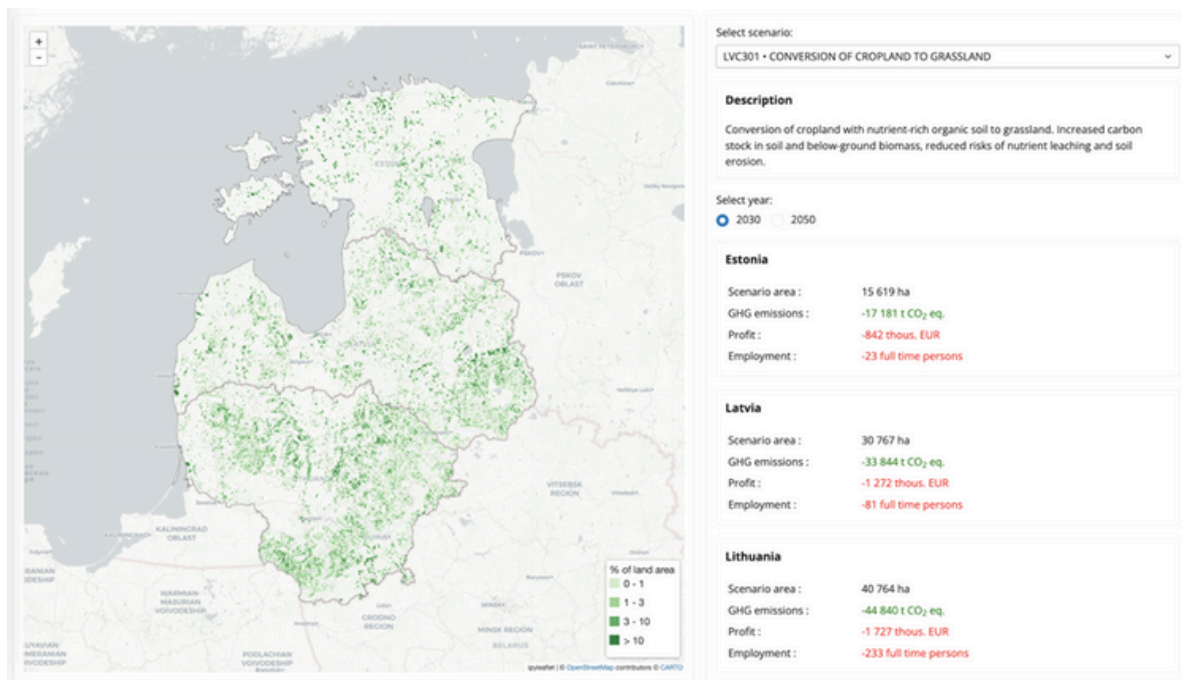 +
-
SAINT PETERSBURG
PSKOV
PSKOV
OBLAST
VITSEBSK
REGION
KALININGRAD
KALININGRAD
OBLAST
WARMIAN-
MASURIAN
VOIVODESHIP
GRODNO
REGION
MINSK
MINSK REGION
BELARUS
PODLACHIAN
VOIVODESHIP
% of land area
0 - 1
1 - 3
3 - 10
> 10
ipyleaflet | © OpenStreetMap contributors © CARTO
Select scenario:
LVC301 • CONVERSION OF CROPLAND TO GRASSLAND
Description
Conversion of cropland with nutrient-rich organic soil to grassland. Increased carbon
stock in soil and below-ground biomass, reduced risks of nutrient leaching and soil
erosion.
Select year:
2030 2050
Estonia
Scenario area : 15 619 ha
GHG emissions : -17 181 t CO₂ eq.
Profit : -842 thous. EUR
Employment : -23 full time persons
Latvia
Scenario area : 30 767 ha
GHG emissions : -33 844 t CO₂ eq.
Profit : -1 272 thous. EUR
Employment : -81 full time persons
Lithuania
Scenario area : 40 764 ha
GHG emissions : -44 840 t CO₂ eq.
Profit : -1 727 thous. EUR
Employment : -233 full time persons